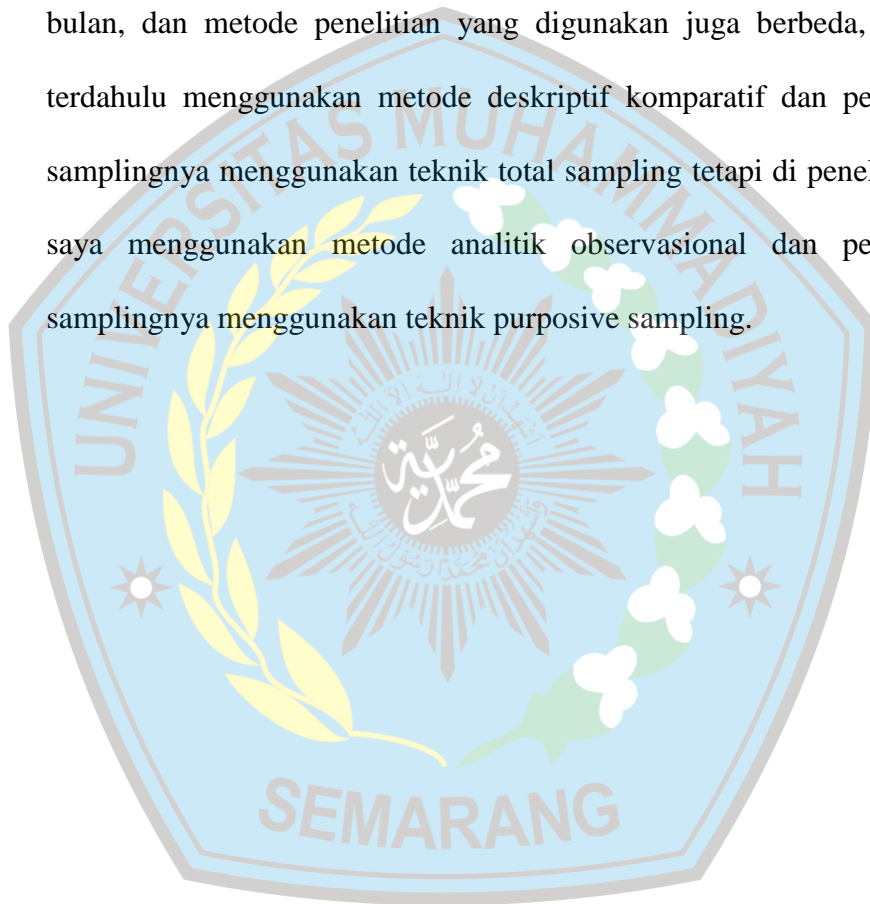 bulan, dan metode penelitian yang digunakan juga berbeda,
terdahulu menggunakan metode deskriptif komparatif dan pe
samplingnya menggunakan teknik total sampling tetapi di penel
saya menggunakan metode analitik observasional dan pe
samplingnya menggunakan teknik purposive sampling.
UNIVERSITAS MUHAMMADIYAH
محمدية
SEMARANG